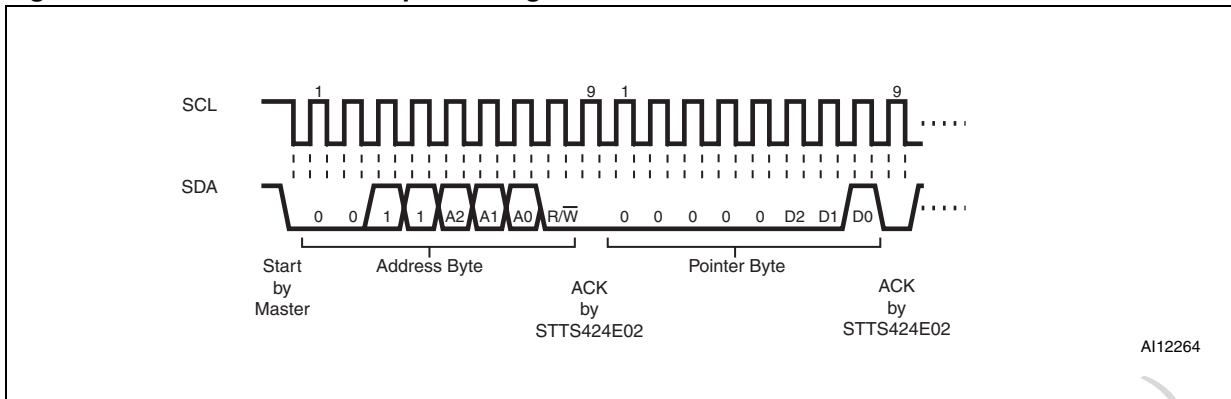 1 9 1 9
SCL
SDA
0 0 1 1 A2 A1 A0 R/W̅ 0 0 0 0 0 D2 D1 D0
Address Byte Pointer Byte
Start
by
Master
ACK
by
STTS424E02
ACK
by
STTS424E02
AI12264